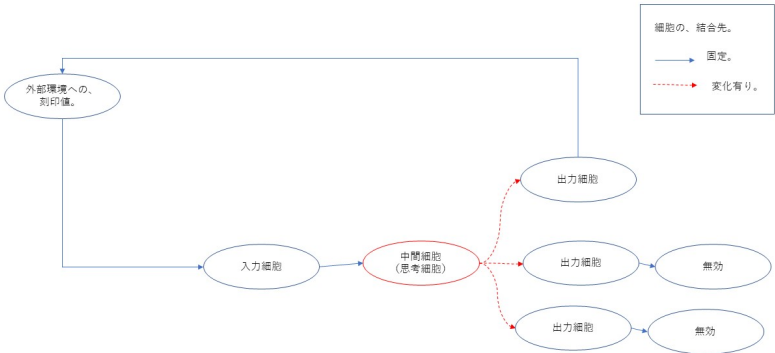 細胞の、結合先。
固定。
変化有り。
外部環境への、
刻印値。
出力細胞
入力細胞
中間細胞
(思考細胞)
出力細胞
無効
出力細胞
無効